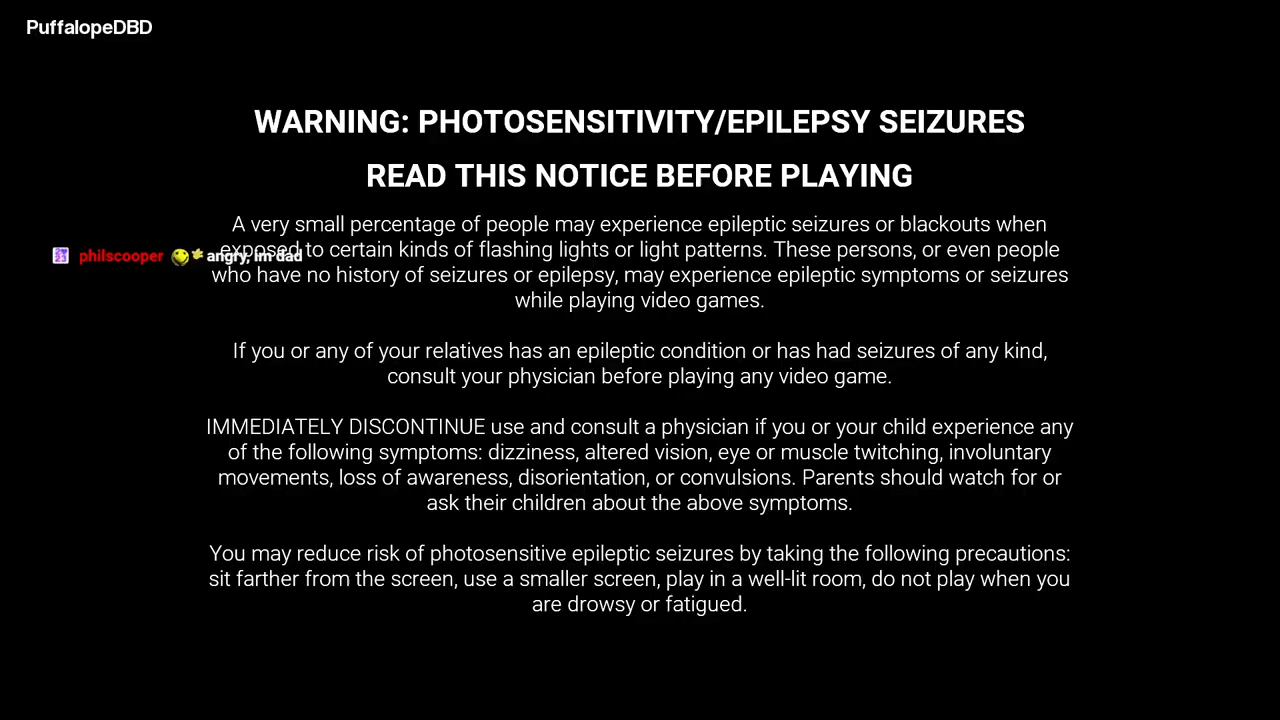 PuffalopeDBD
WARNING: PHOTOSENSITIVITY/EPILEPSY SEIZURES
READ THIS NOTICE BEFORE PLAYING
A very small percentage of people may experience epileptic seizures or blackouts when
exposed to certain kinds of flashing lights or light patterns. These persons, or even people
philscooper angry, im dad
who have no history of seizures or epilepsy, may experience epileptic symptoms or seizures
while playing video games.
If you or any of your relatives has an epileptic condition or has had seizures of any kind,
consult your physician before playing any video game.
IMMEDIATELY DISCONTINUE use and consult a physician if you or your child experience any
of the following symptoms: dizziness, altered vision, eye or muscle twitching, involuntary
movements, loss of awareness, disorientation, or convulsions. Parents should watch for or
ask their children about the above symptoms.
You may reduce risk of photosensitive epileptic seizures by taking the following precautions:
sit farther from the screen, use a smaller screen, play in a well-lit room, do not play when you
are drowsy or fatigued.